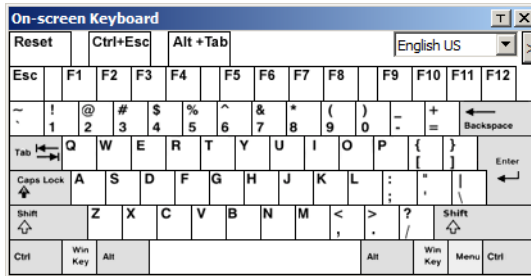 On-screen Keyboard
Reset Ctrl+Esc Alt +Tab English US
Esc F1 F2 F3 F4 F5 F6 F7 F8 F9 F10 F11 F12
~ ! @ # $ % ^ & * ( ) _ +
` 1 2 3 4 5 6 7 8 9 0 - = Backspace
Tab Q W E R T Y U I O P { }
[ ] Enter
Caps Lock A S D F G H J K L : " |
; ' \
Shift Z X C V B N M < > ? Shift
, . /
Ctrl Win Key Alt Alt Win Key Menu Ctrl